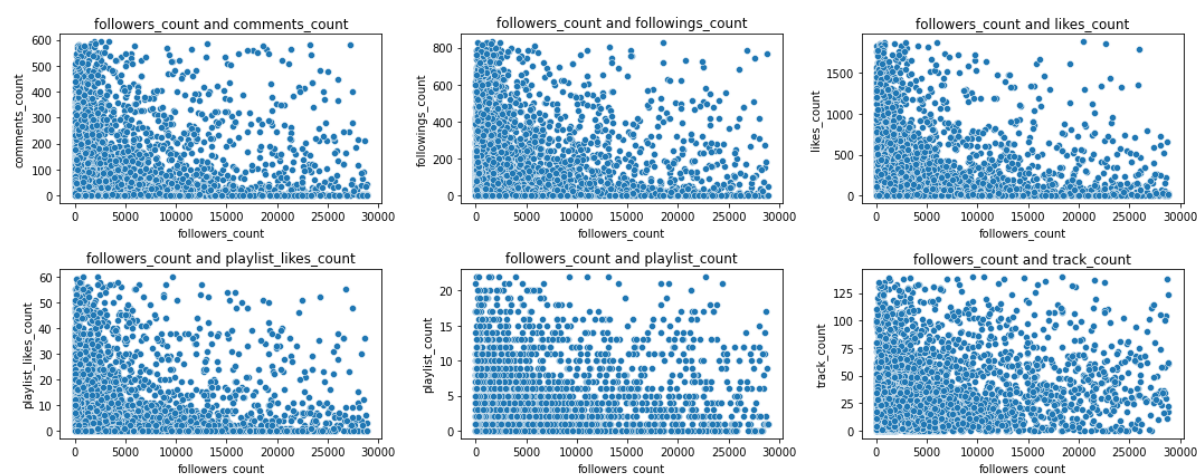 followers_count and comments_count
600
500
400
300
200
100
0
comments_count
0 5000 10000 15000 20000 25000 30000
followers_count
followers_count and followings_count
800
600
400
200
0
followings_count
0 5000 10000 15000 20000 25000 30000
followers_count
followers_count and likes_count
1500
1000
500
0
likes_count
0 5000 10000 15000 20000 25000 30000
followers_count
followers_count and playlist_likes_count
60
50
40
30
20
10
0
playlist_likes_count
0 5000 10000 15000 20000 25000 30000
followers_count
followers_count and playlist_count
20
15
10
5
0
playlist_count
0 5000 10000 15000 20000 25000 30000
followers_count
followers_count and track_count
125
100
75
50
25
0
track_count
0 5000 10000 15000 20000 25000 30000
followers_count